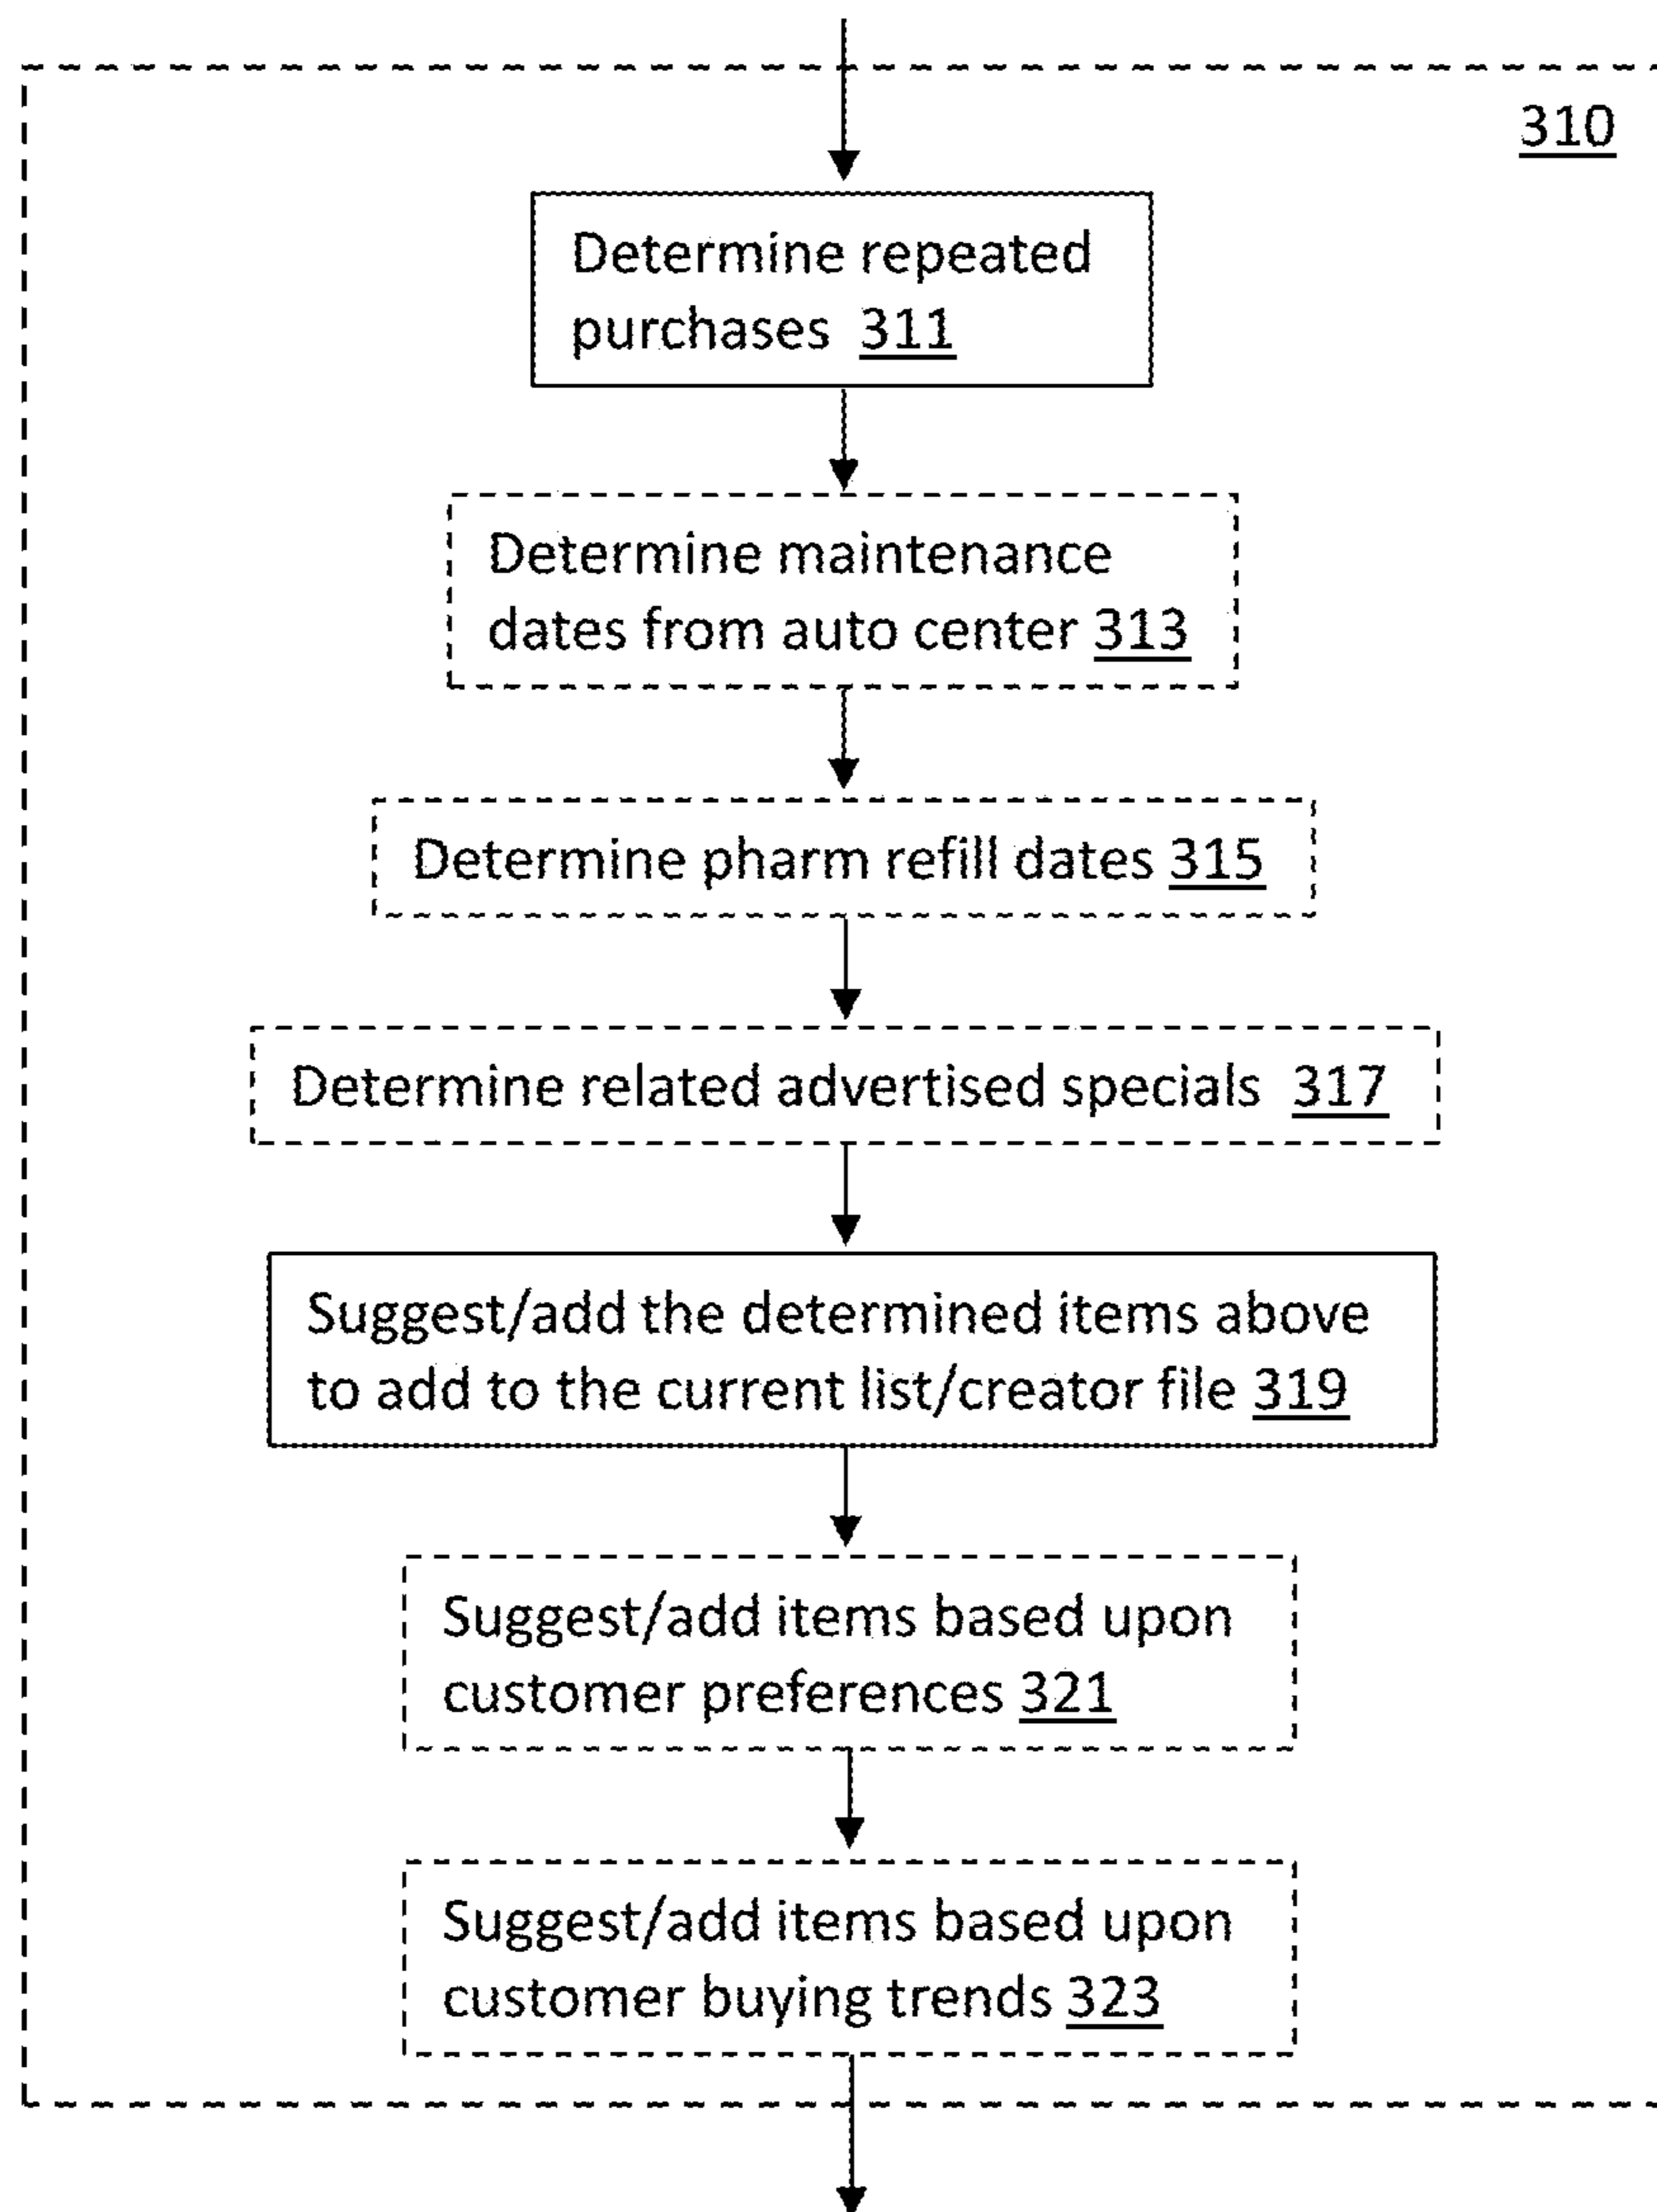 310
Determine repeated
purchases 311
Determine maintenance
dates from auto center 313
Determine pharm refill dates 315
Determine related advertised specials 317
Suggest/add the determined items above
to add to the current list/creator file 319
Suggest/add items based upon
customer preferences 321
Suggest/add items based upon
customer buying trends 323